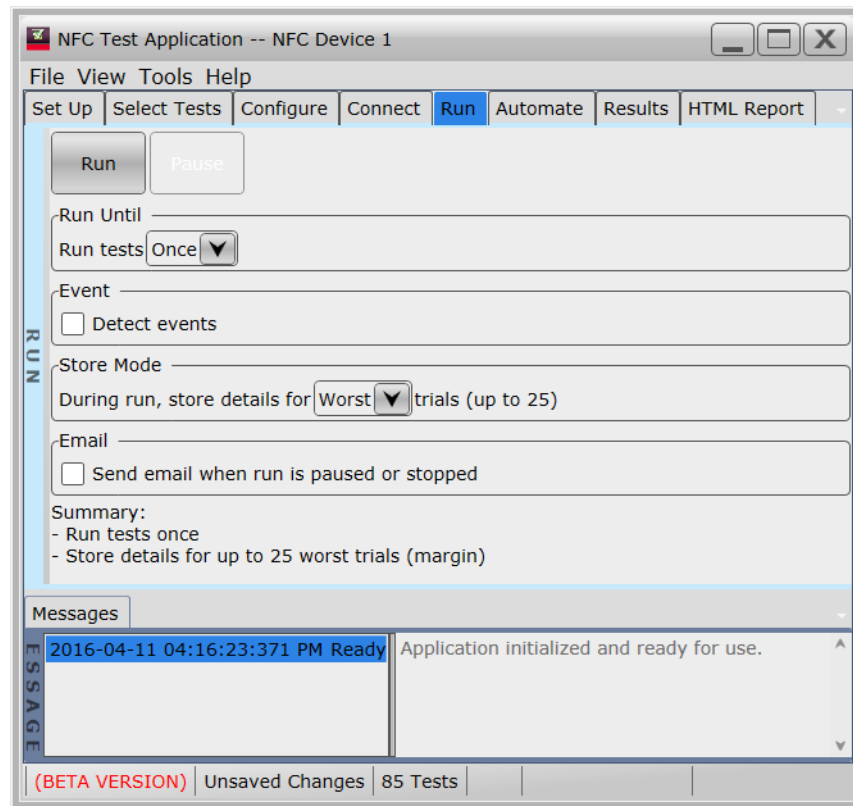 NFC Test Application -- NFC Device 1
File View Tools Help
Set Up Select Tests Configure Connect Run Automate Results HTML Report
Run Pause
Run Until
Run tests Once
Event
Detect events
RUN
Store Mode
During run, store details for Worst trials (up to 25)
Email
Send email when run is paused or stopped
Summary:
- Run tests once
- Store details for up to 25 worst trials (margin)
Messages
ESSAGE
2016-04-11 04:16:23:371 PM Ready Application initialized and ready for use.
(BETA VERSION) Unsaved Changes 85 Tests